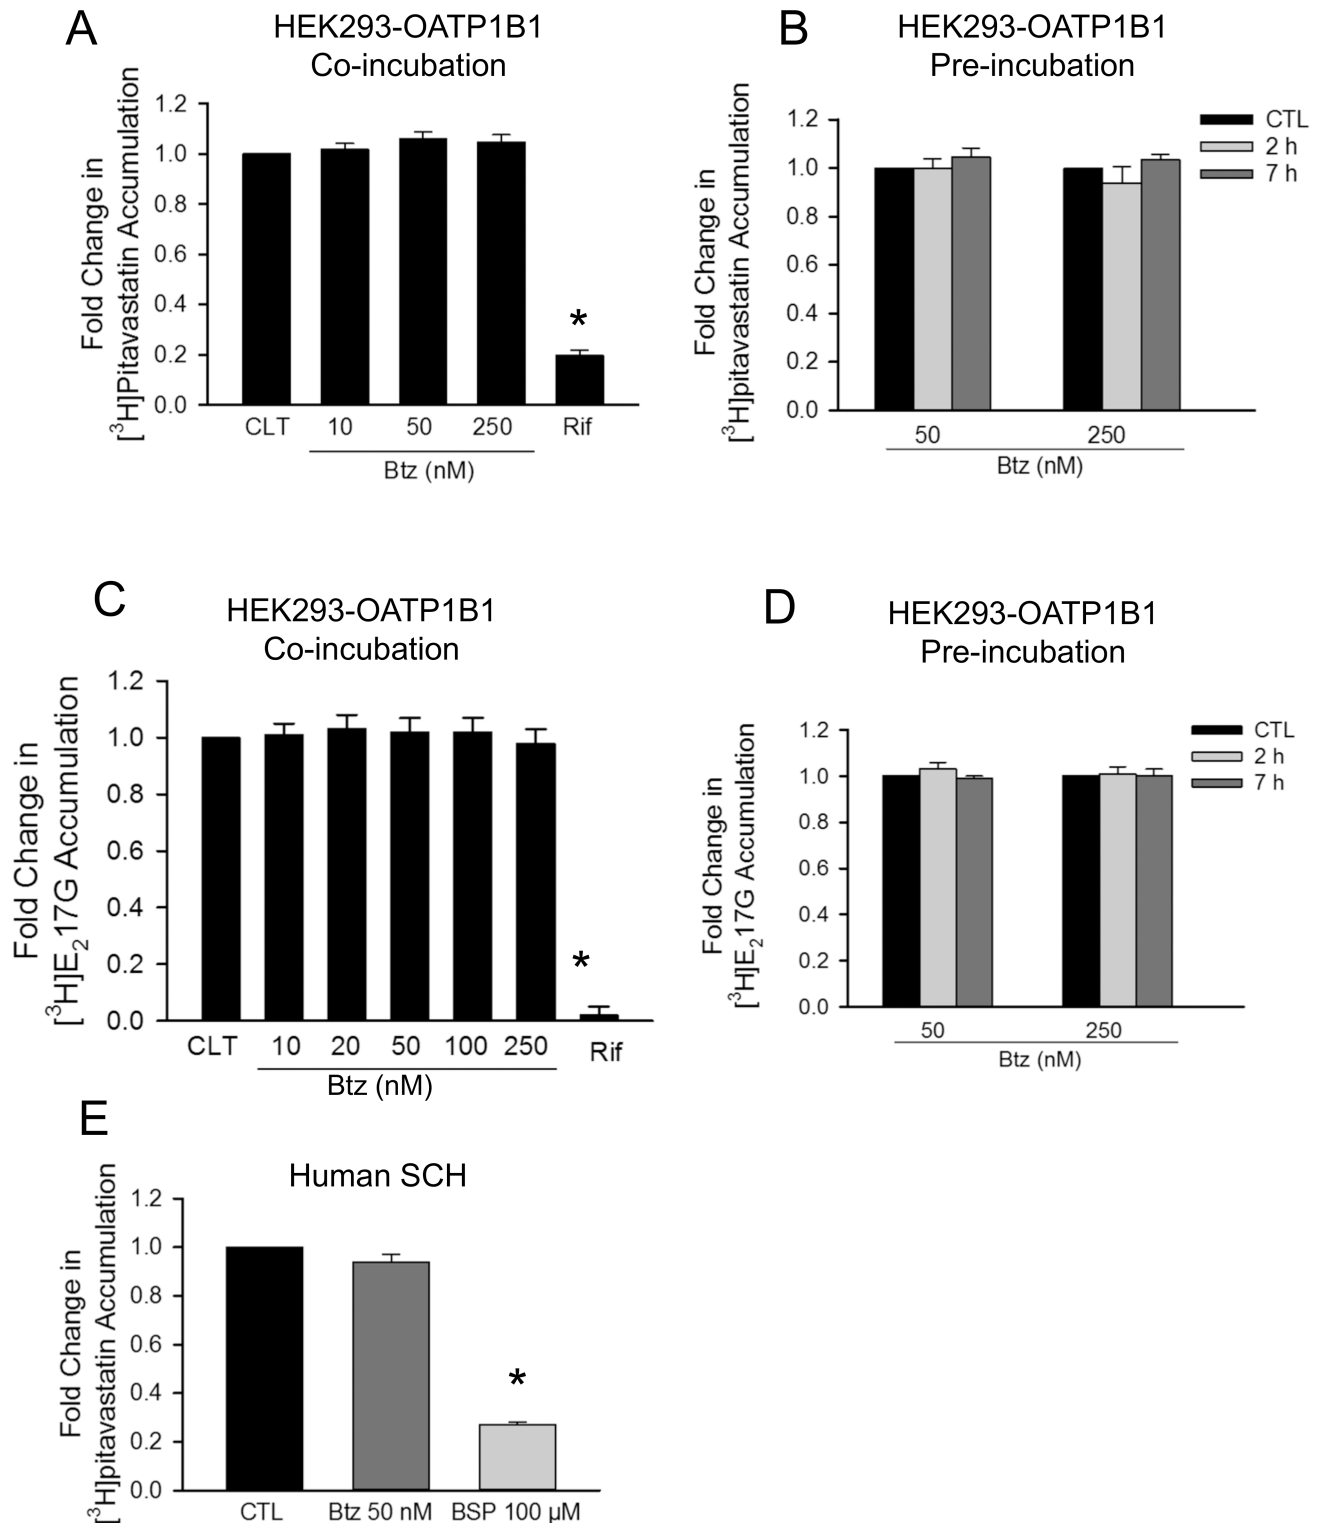 A
HEK293-OATP1B1
Co-incubation
Fold Change in
[³H]Pitavastatin Accumulation
1.2
1.0
0.8
0.6
0.4
0.2
0.0
*
CLT 10 50 250 Rif
Btz (nM)
B
HEK293-OATP1B1
Pre-incubation
Fold Change in
[³H]pitavastatin Accumulation
1.2
1.0
0.8
0.6
0.4
0.2
0.0
CTL
2 h
7 h
50 250
Btz (nM)
C
HEK293-OATP1B1
Co-incubation
Fold Change in
[³H]E₂17G Accumulation
1.2
1.0
0.8
0.6
0.4
0.2
0.0
*
CLT 10 20 50 100 250 Rif
Btz (nM)
D
HEK293-OATP1B1
Pre-incubation
Fold Change in
[³H]E₂17G Accumulation
1.2
1.0
0.8
0.6
0.4
0.2
0.0
CTL
2 h
7 h
50 250
Btz (nM)
E
Human SCH
Fold Change in
[³H]pitavastatin Accumulation
1.2
1.0
0.8
0.6
0.4
0.2
0.0
*
CTL Btz 50 nM BSP 100 µM